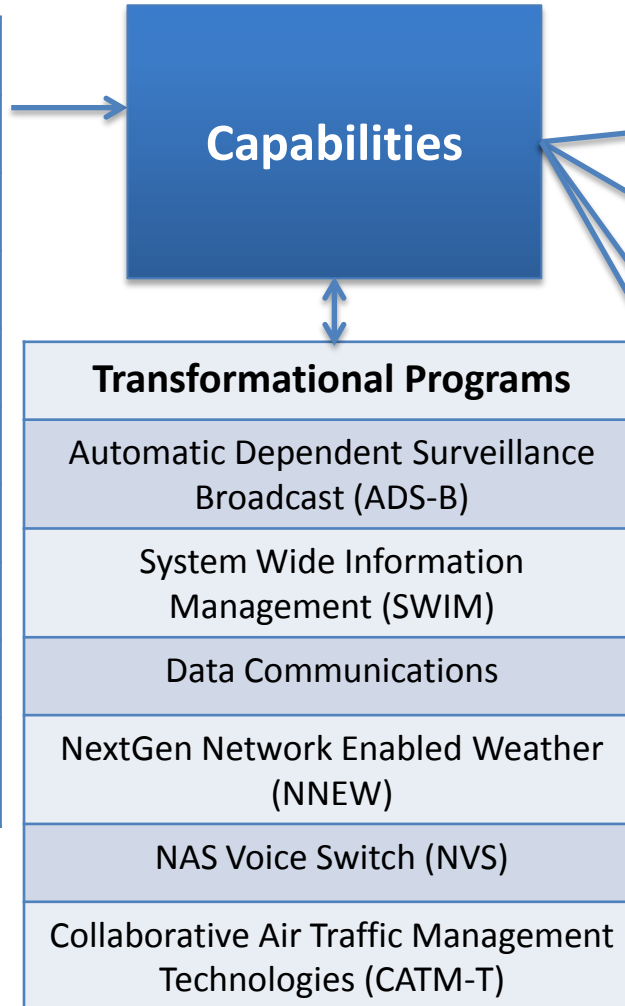 Capabilities
Transformational Programs
Automatic Dependent Surveillance
Broadcast (ADS-B)
System Wide Information
Management (SWIM)
Data Communications
NextGen Network Enabled Weather
(NNEW)
NAS Voice Switch (NVS)
Collaborative Air Traffic Management
Technologies (CATM-T)